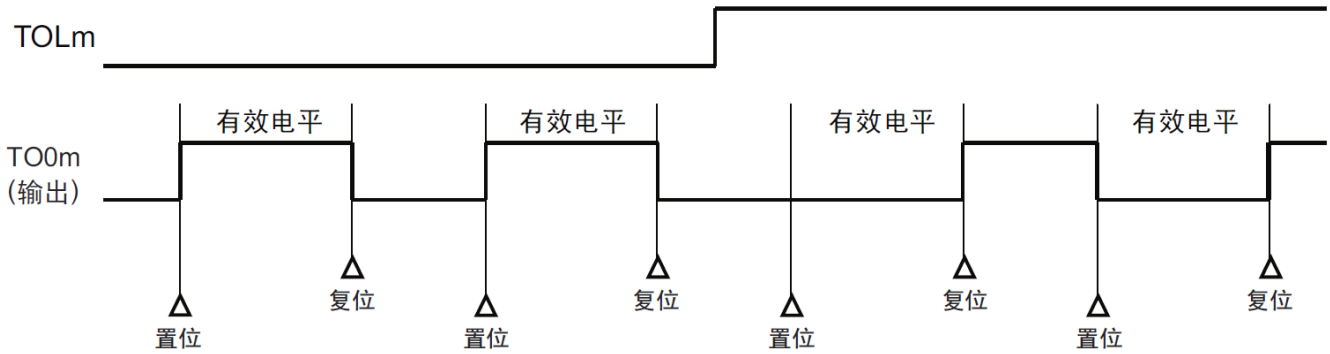 TOLm
有效电平 有效电平 有效电平 有效电平
TO0m
(输出)
复位 复位 复位 复位
置位 置位 置位 置位